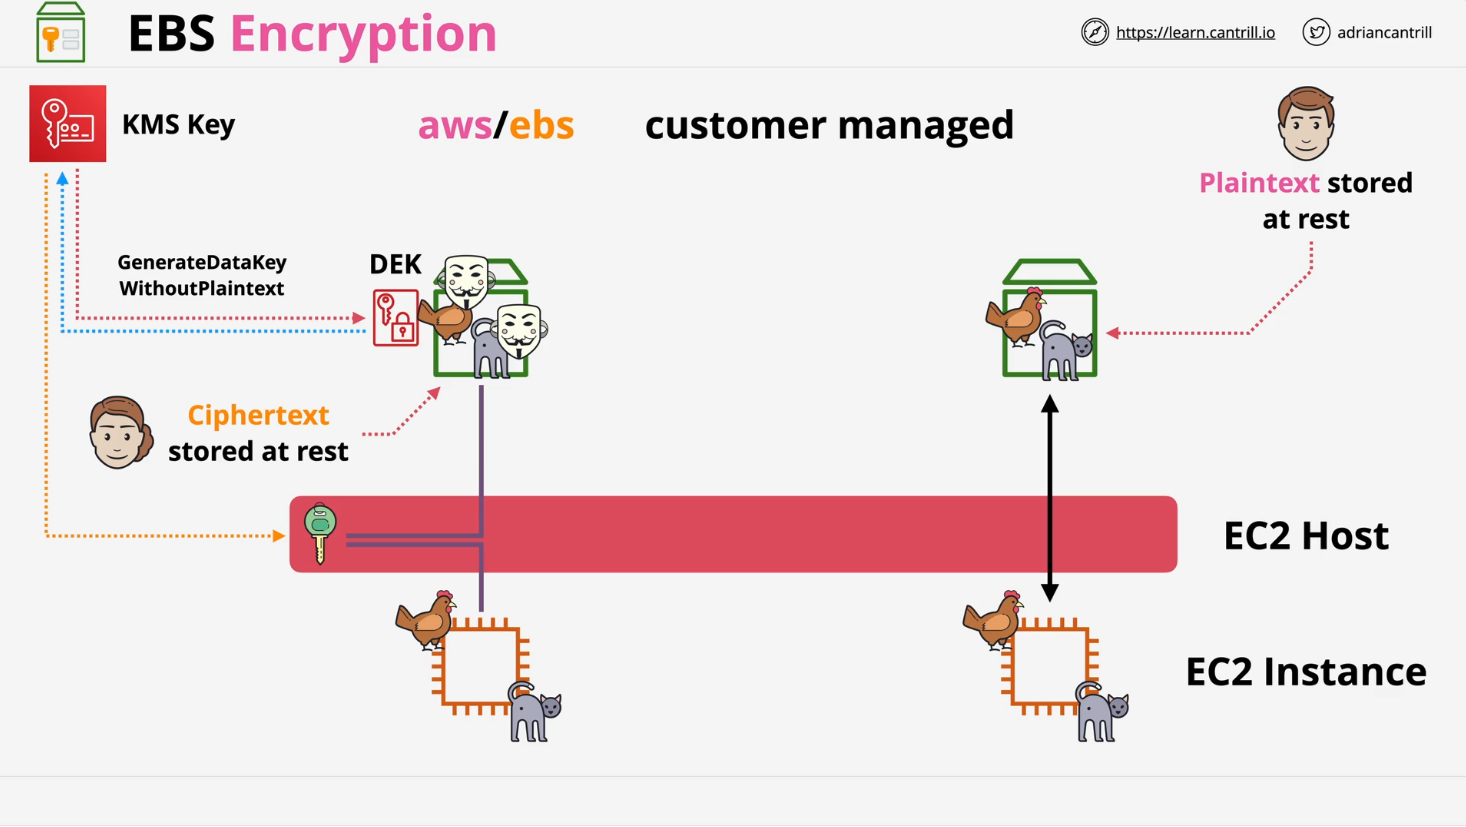 EBS Encryption
https://learn.cantrill.io
adriancantrill
KMS Key
aws/ebs
customer managed
Plaintext stored
at rest
GenerateDataKey
WithoutPlaintext
DEK
Ciphertext
stored at rest
EC2 Host
EC2 Instance